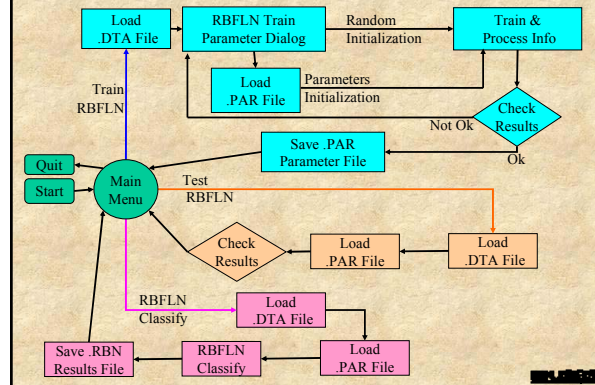 Load
.DTA File
RBFLN Train
Parameter Dialog
Random
Initialization
Train &
Process Info
Load
.PAR File
Parameters
Initialization
Train
RBFLN
Check
Results
Not Ok
Ok
Save .PAR
Parameter File
Quit
Start
Main
Menu
Test
RBFLN
Check
Results
Load
.PAR File
Load
.DTA File
RBFLN
Classify
Load
.DTA File
Save .RBN
Results File
RBFLN
Classify
Load
.PAR File